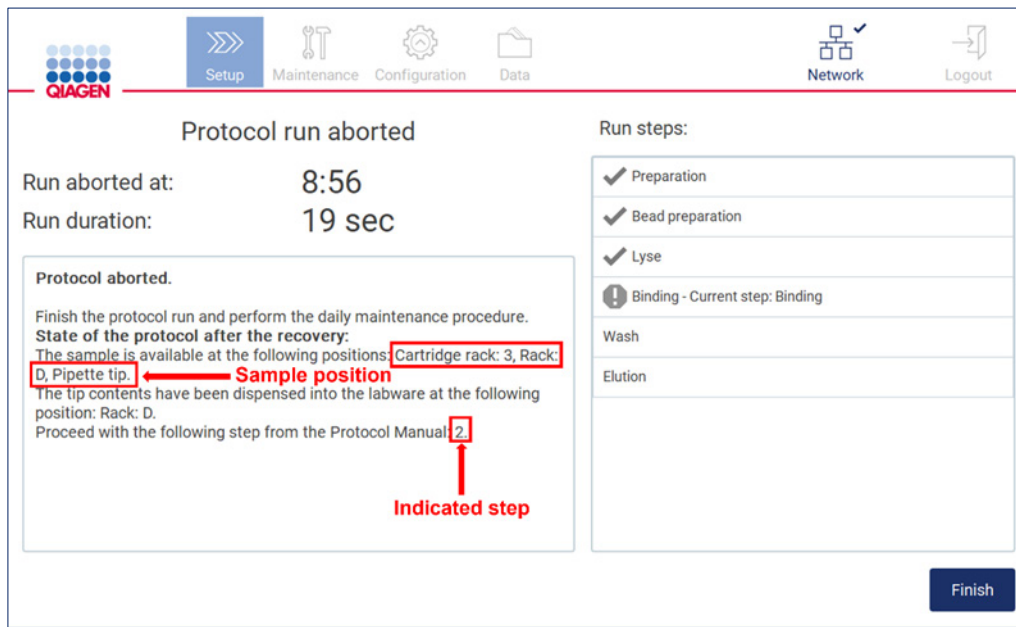 QIAGEN
Setup
Maintenance
Configuration
Data
Network
Logout
Protocol run aborted
Run aborted at: 8:56
Run duration: 19 sec
Protocol aborted.
Finish the protocol run and perform the daily maintenance procedure.
State of the protocol after the recovery:
The sample is available at the following positions: Cartridge rack: 3, Rack:
D, Pipette tip. Sample position
The tip contents have been dispensed into the labware at the following
position: Rack: D.
Proceed with the following step from the Protocol Manual: 2.
Indicated step
Run steps:
Preparation
Bead preparation
Lyse
Binding - Current step: Binding
Wash
Elution
Finish